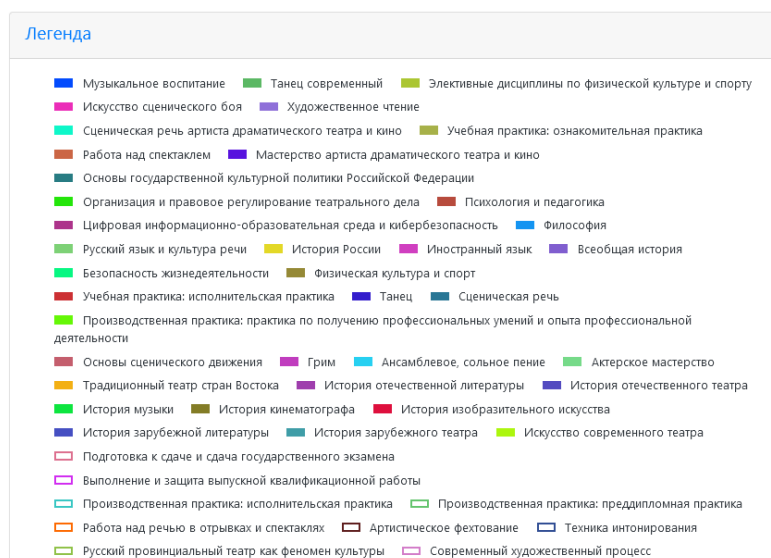 Легенда
Музыкальное воспитание Танец современный Элективные дисциплины по физической культуре и спорту
Искусство сценического боя Художественное чтение
Сценическая речь артиста драматического театра и кино Учебная практика: ознакомительная практика
Работа над спектаклем Мастерство артиста драматического театра и кино
Основы государственной культурной политики Российской Федерации
Организация и правовое регулирование театрального дела Психология и педагогика
Цифровая информационно-образовательная среда и кибербезопасность Философия
Русский язык и культура речи История России Иностранный язык Всеобщая история
Безопасность жизнедеятельности Физическая культура и спорт
Учебная практика: исполнительская практика Танец Сценическая речь
Производственная практика: практика по получению профессиональных умений и опыта профессиональной
деятельности
Основы сценического движения Грим Ансамблевое, сольное пение Актерское мастерство
Традиционный театр стран Востока История отечественной литературы История отечественного театра
История музыки История кинематографа История изобразительного искусства
История зарубежной литературы История зарубежного театра Искусство современного театра
Подготовка к сдаче и сдача государственного экзамена
Выполнение и защита выпускной квалификационной работы
Производственная практика: исполнительская практика Производственная практика: преддипломная практика
Работа над речью в отрывках и спектаклях Артистическое фехтование Техника интонирования
Русский провинциальный театр как феномен культуры Современный художественный процесс